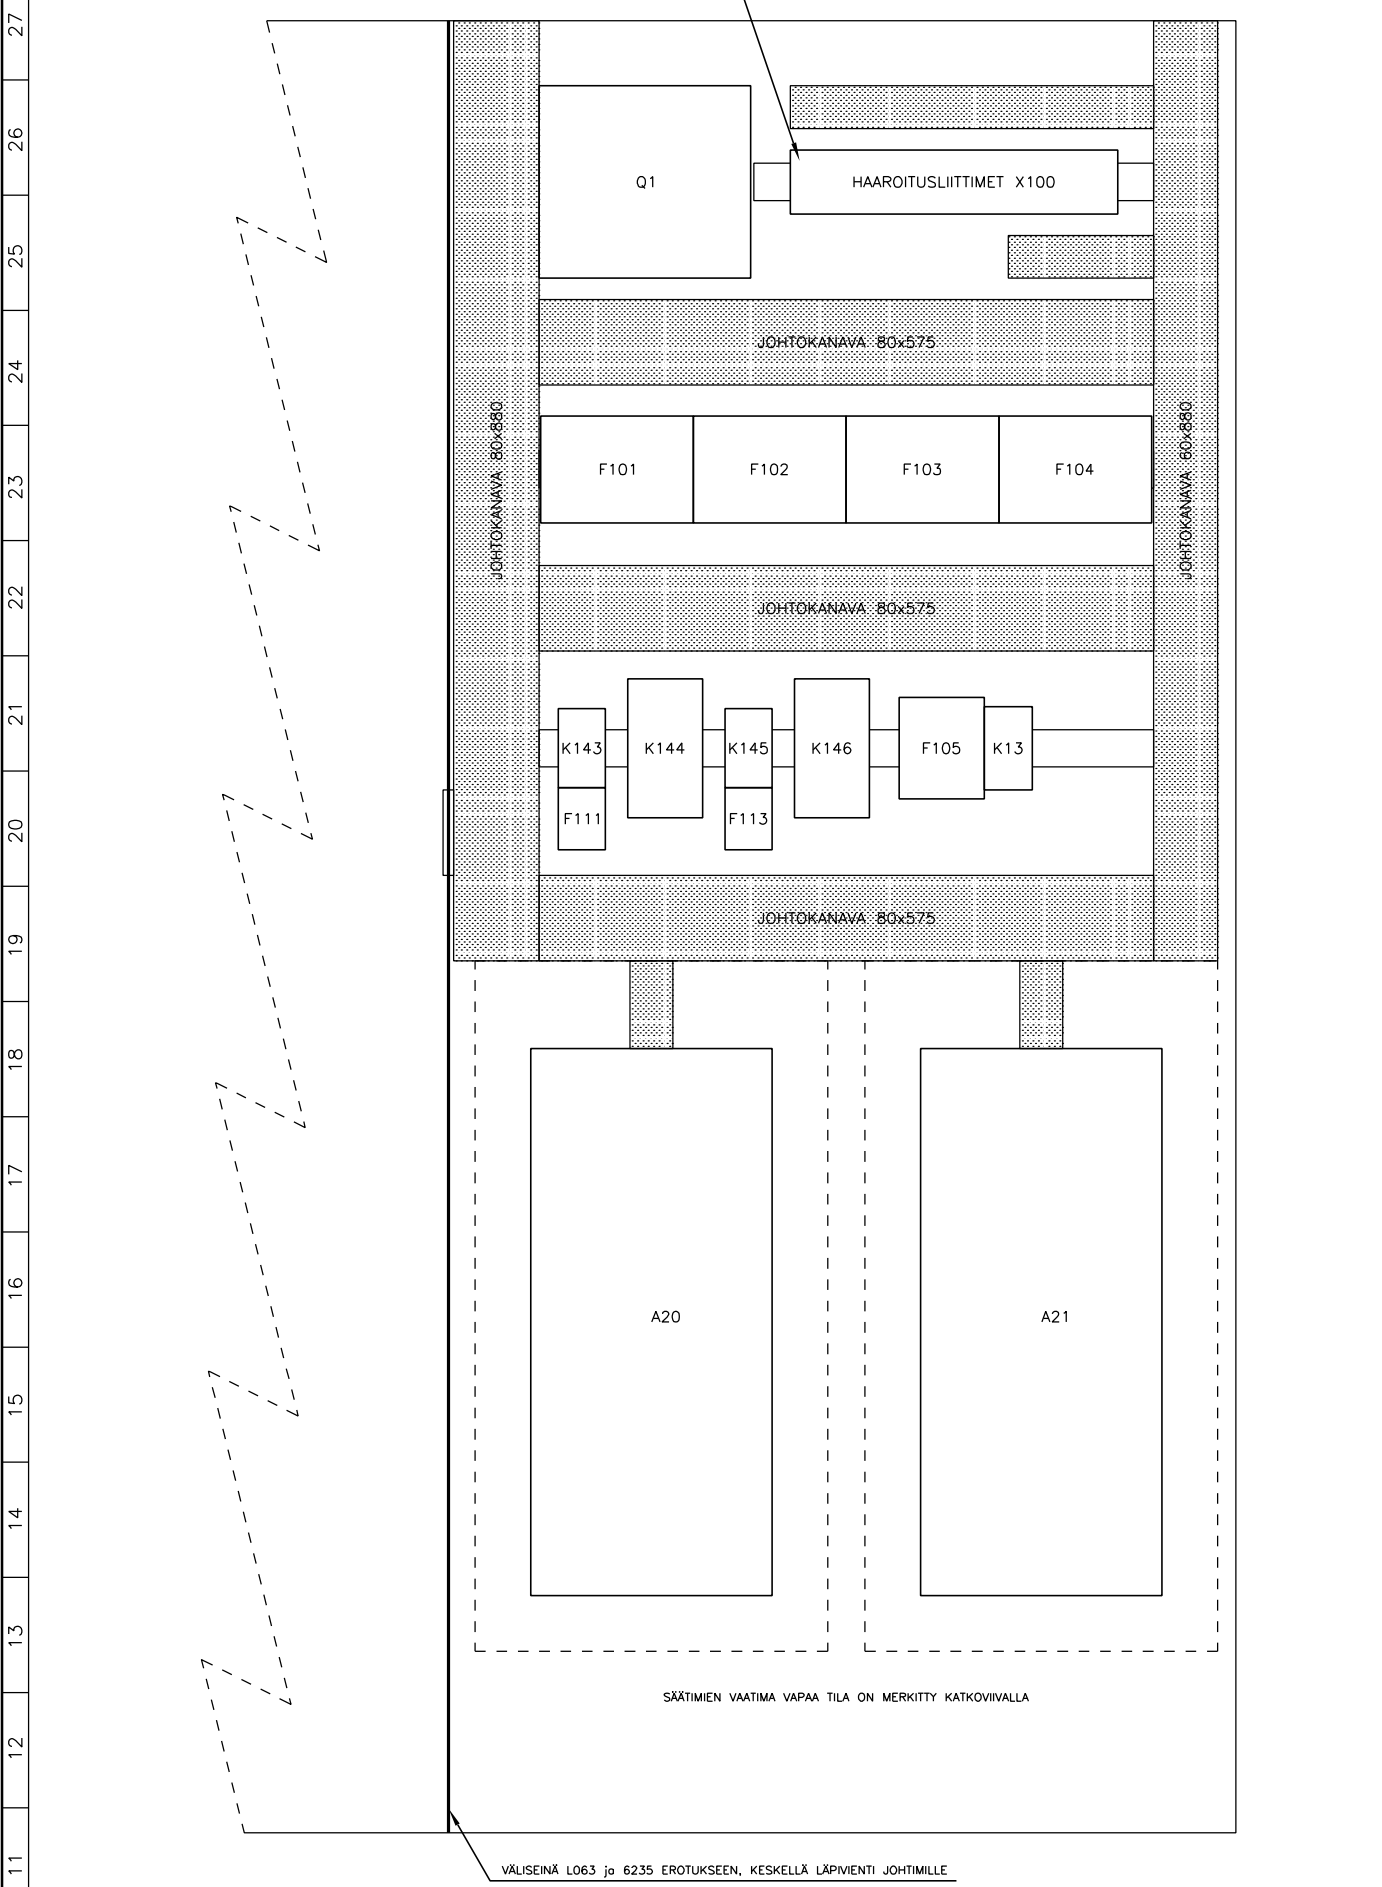 27
26
Q1
HAAROITUSLIITTIMET X100
25
JOHTOKANAVA 80x575
24
JOHTOKANAVA 80x880
JOHTOKANAVA 60x880
F101
F102
F103
F104
23
JOHTOKANAVA 80x575
22
21
K143
K144
K145
K146
F105
K13
F111
F113
20
JOHTOKANAVA 80x575
19
18
17
16
A20
A21
15
14
13
SÄÄTIMIEN VAATIMA VAPAA TILA ON MERKITTY KATKOVIIVALLA
12
11
VÄLISEINÄ L063 ja 6235 EROTUKSEEN, KESKELLÄ LÄPIVIENTI JOHTIMILLE